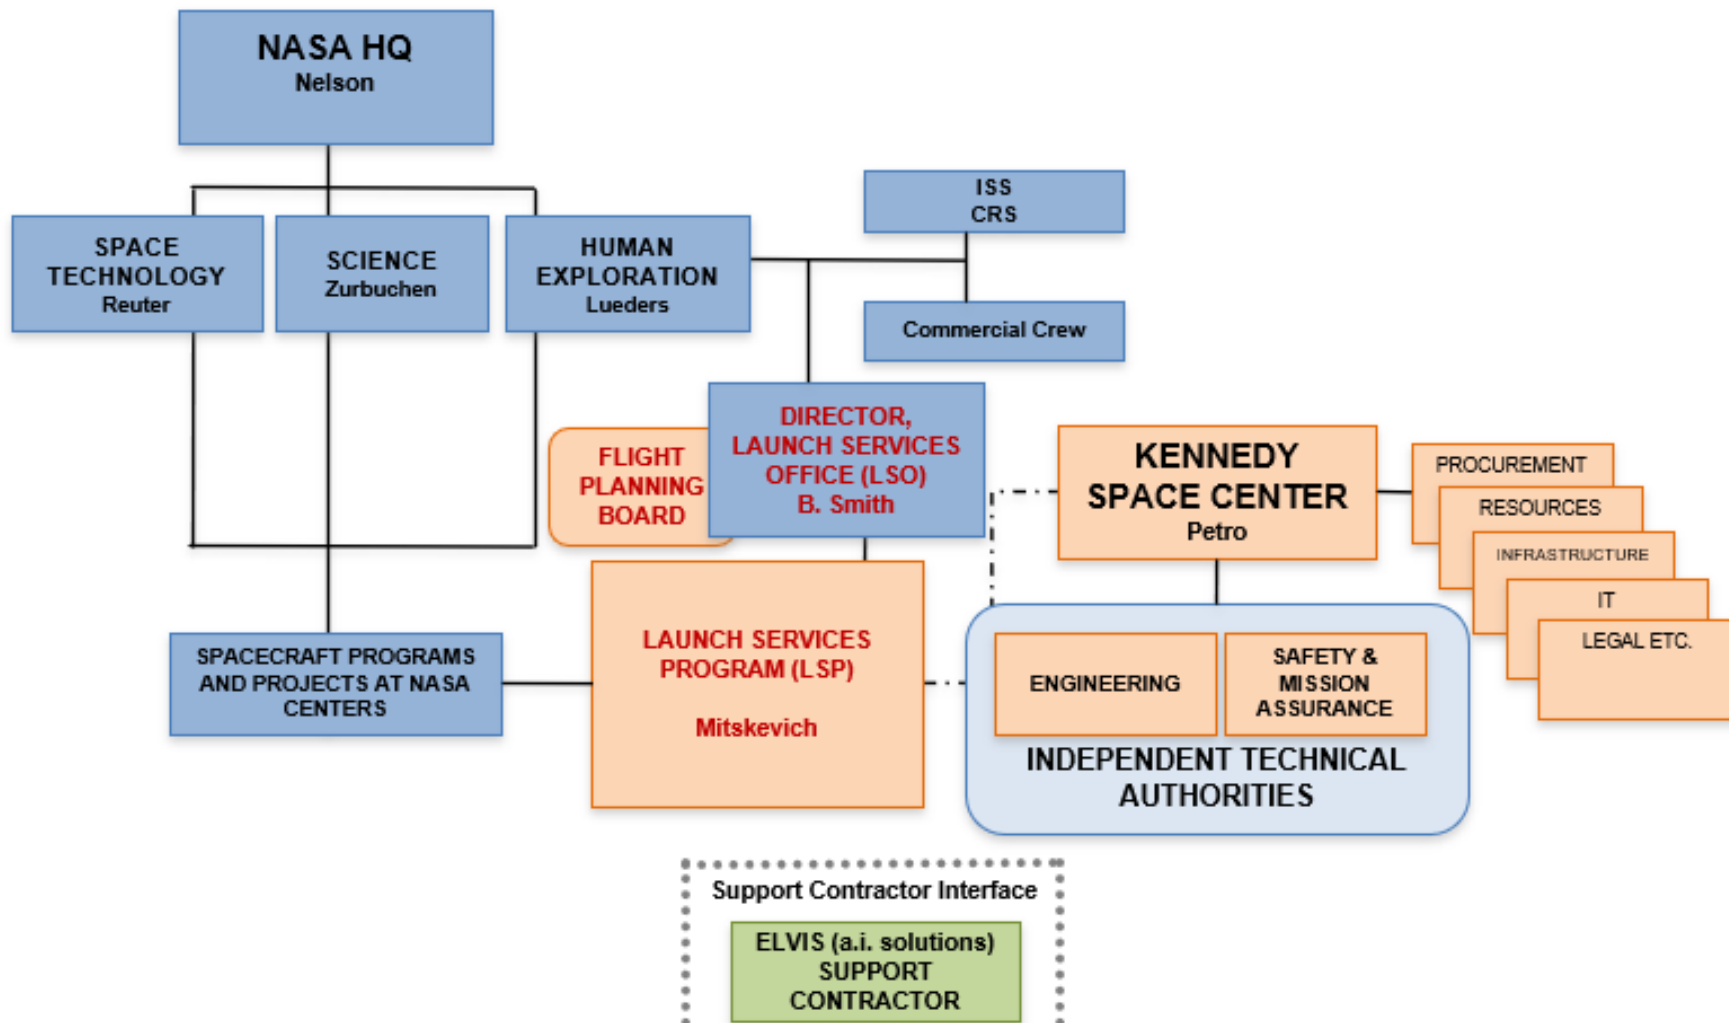 NASA HQ
Nelson
SPACE
TECHNOLOGY
Reuter
SCIENCE
Zurbuchen
HUMAN
EXPLORATION
Lueders
ISS
CRS
Commercial Crew
FLIGHT
PLANNING
BOARD
DIRECTOR,
LAUNCH SERVICES
OFFICE (LSO)
B. Smith
KENNEDY
SPACE CENTER
Petro
PROCUREMENT
RESOURCES
INFRASTRUCTURE
IT
LEGAL ETC.
SPACECRAFT PROGRAMS
AND PROJECTS AT NASA
CENTERS
LAUNCH SERVICES
PROGRAM (LSP)
Mitskevich
ENGINEERING
SAFETY &
MISSION
ASSURANCE
INDEPENDENT TECHNICAL
AUTHORITIES
Support Contractor Interface
ELVIS (a.i. solutions)
SUPPORT
CONTRACTOR